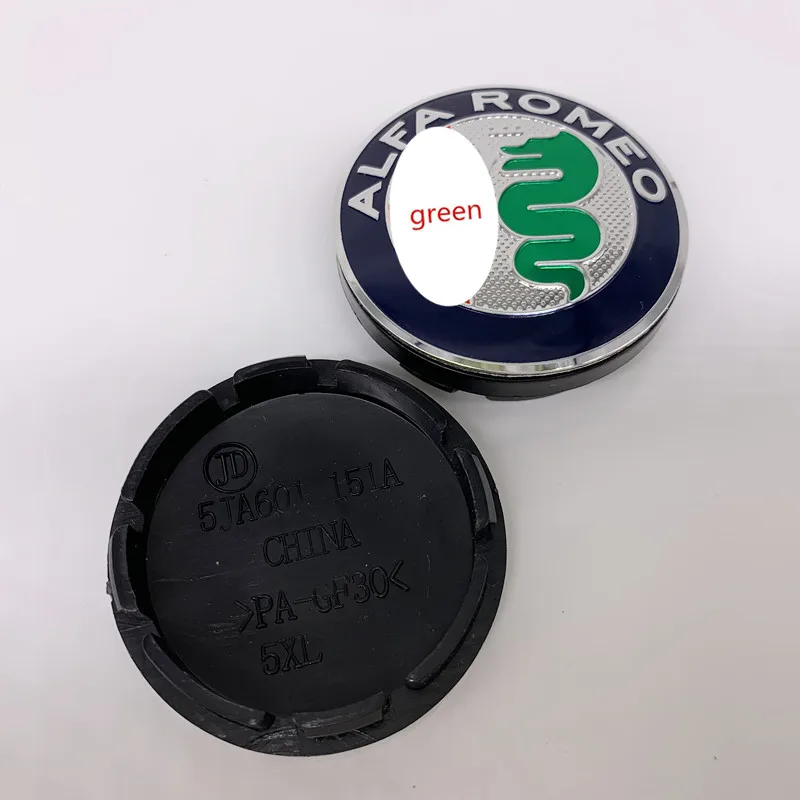 ALFA ROMEO
green
JD
5JA601 151A
CHINA
>PA-GF30<
5XL